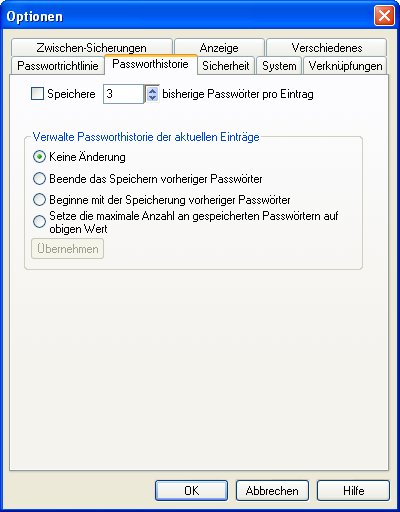 Optionen
Zwischen-Sicherungen Anzeige Verschiedenes
Passwortrichtlinie Passworthistorie Sicherheit System Verknüpfungen
Speichere 3 bisherige Passwörter pro Eintrag
Verwalte Passworthistorie der aktuellen Einträge
Keine Änderung
Beende das Speichern vorheriger Passwörter
Beginne mit der Speicherung vorheriger Passwörter
Setze die maximale Anzahl an gespeicherten Passwörtern auf
obigen Wert
Übernehmen
OK Abbrechen Hilfe